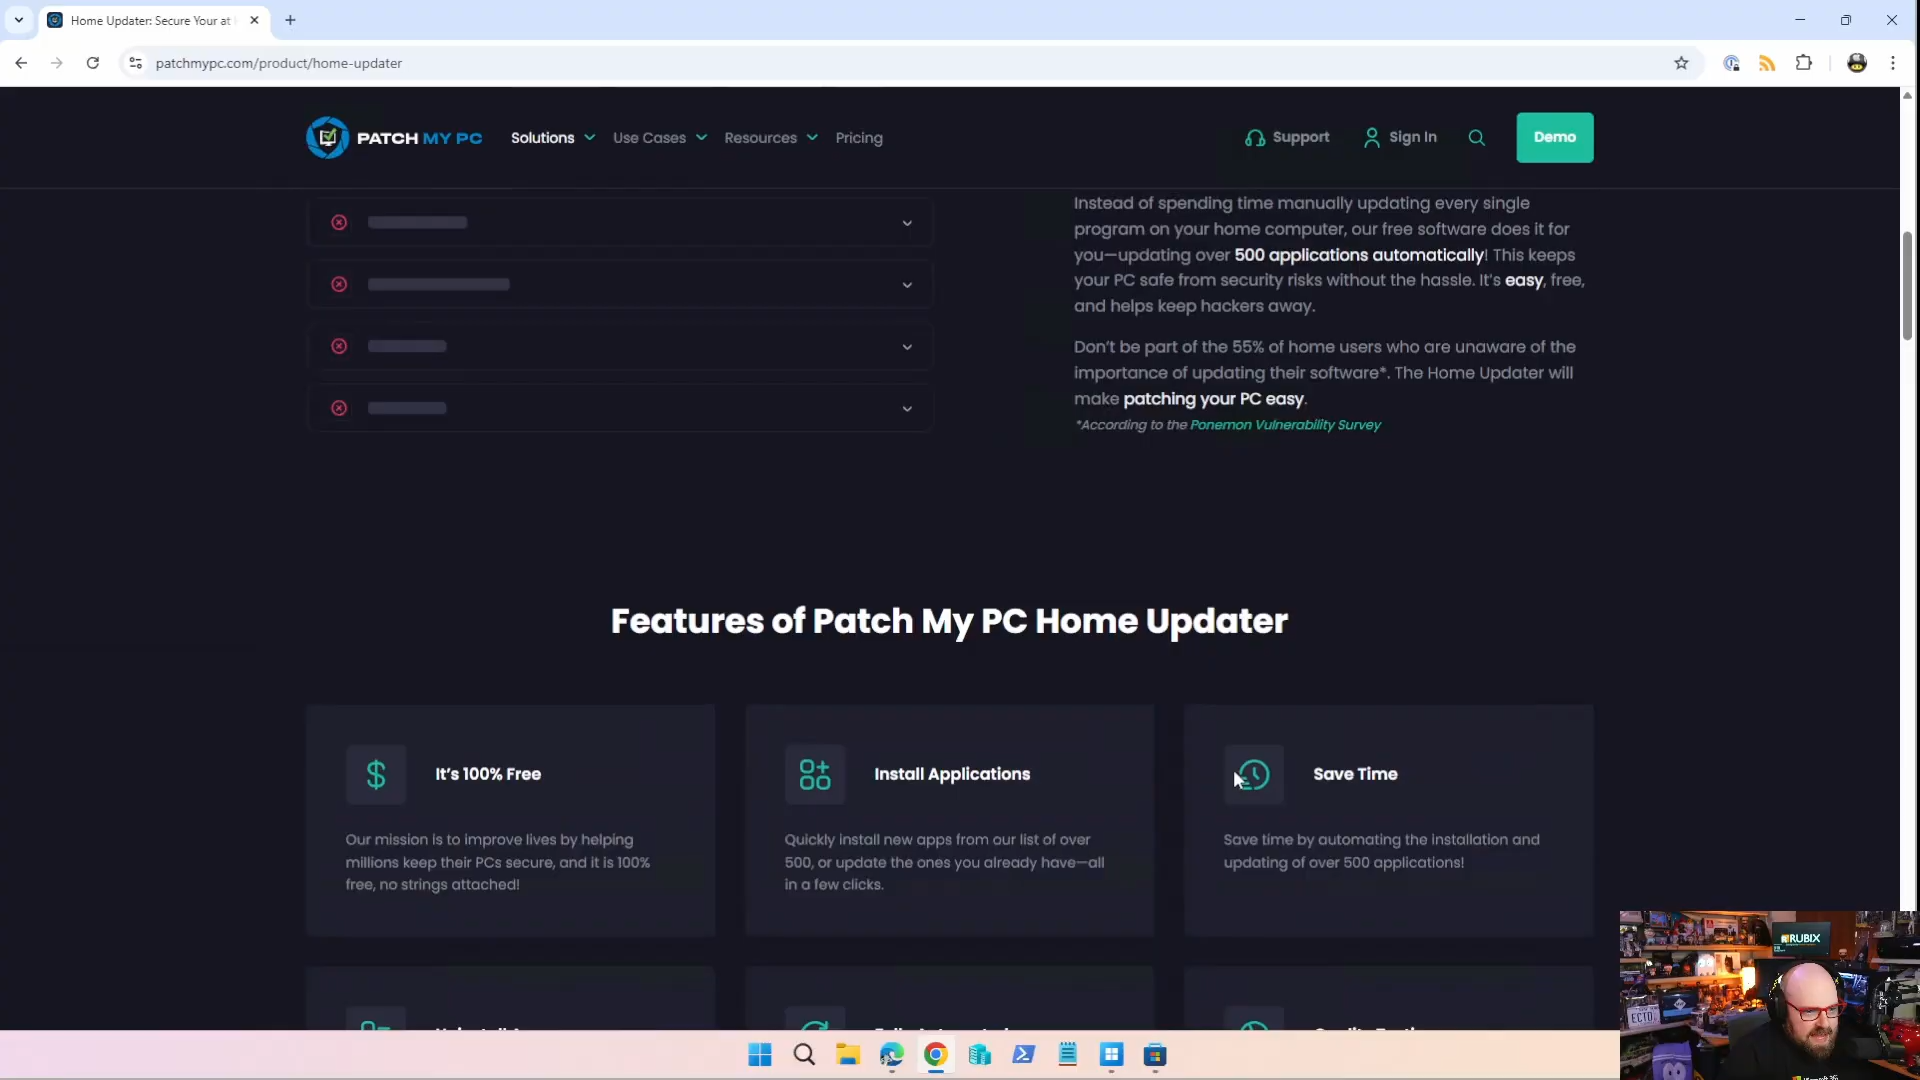 Home Updater: Secure Your at
patchmypc.com/product/home-updater
PATCH MY PC
Solutions
Use Cases
Resources
Pricing
Support
Sign In
Demo
Instead of spending time manually updating every single
program on your home computer, our free software does it for
you—updating over 500 applications automatically! This keeps
your PC safe from security risks without the hassle. It's easy, free,
and helps keep hackers away.
Don't be part of the 55% of home users who are unaware of the
importance of updating their software*. The Home Updater will
make patching your PC easy.
*According to the Ponemon Vulnerability Survey
Features of Patch My PC Home Updater
It's 100% Free
Our mission is to improve lives by helping
millions keep their PCs secure, and it is 100%
free, no strings attached!
Install Applications
Quickly install new apps from our list of over
500, or update the ones you already have—all
in a few clicks.
Save Time
Save time by automating the installation and
updating of over 500 applications!
RUBIX
ECTO